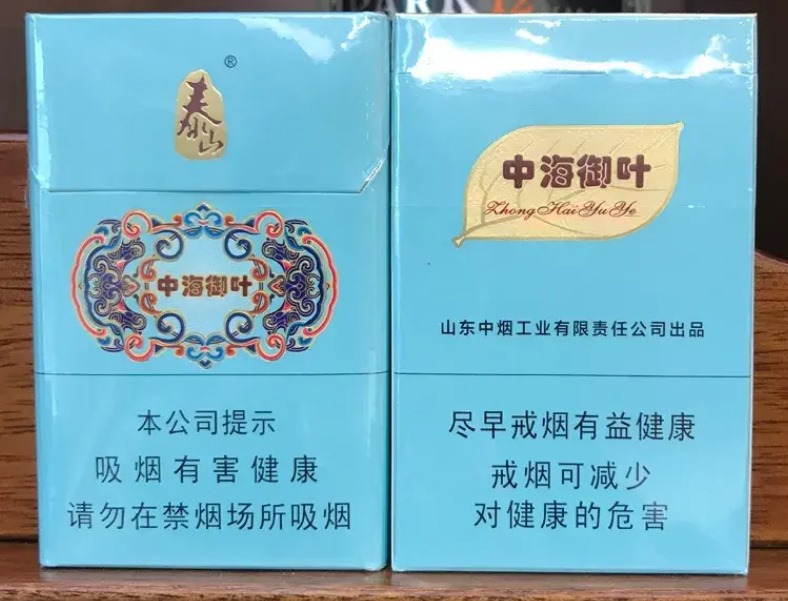 泰山
®
中海御叶
本公司提示
吸烟有害健康
请勿在禁烟场所吸烟
中海御叶
Zhong Hai Yu Ye
山东中烟工业有限责任公司出品
尽早戒烟有益健康
戒烟可减少
对健康的危害